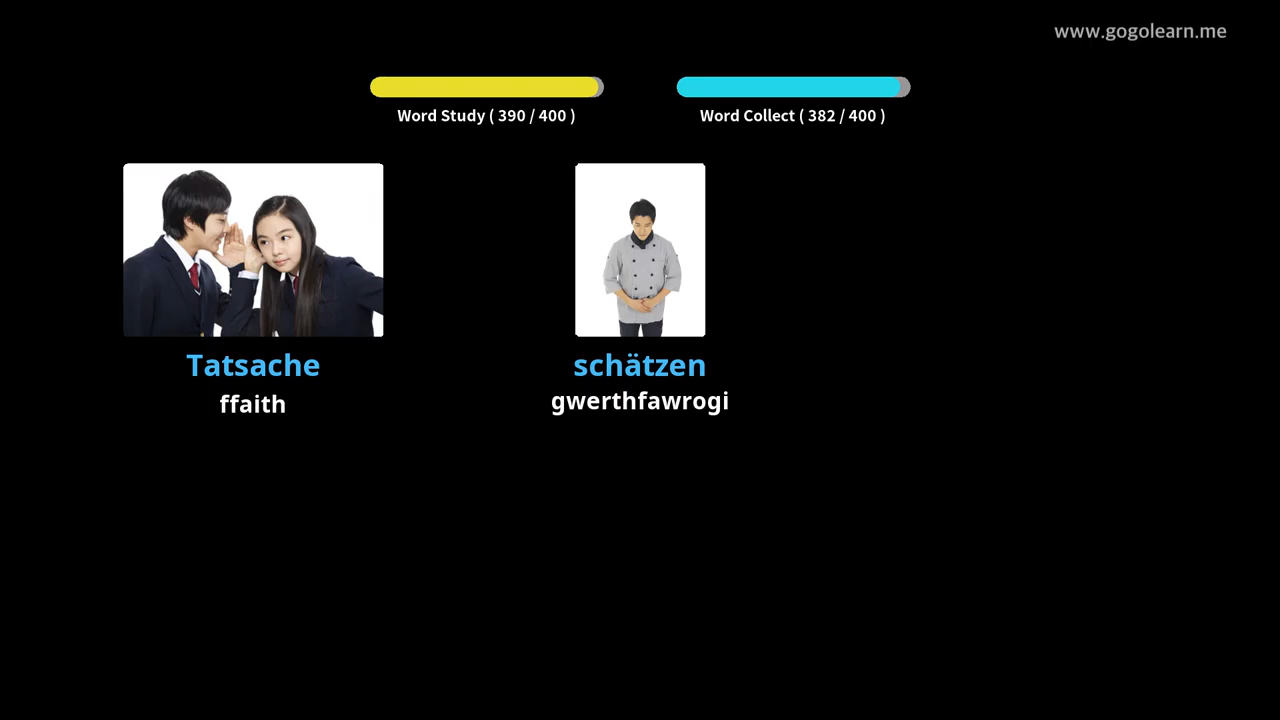 www.gogolearn.me
Word Study ( 390 / 400 )
Word Collect ( 382 / 400 )
Tatsache
ffaith
schätzen
gwerthfawrogi